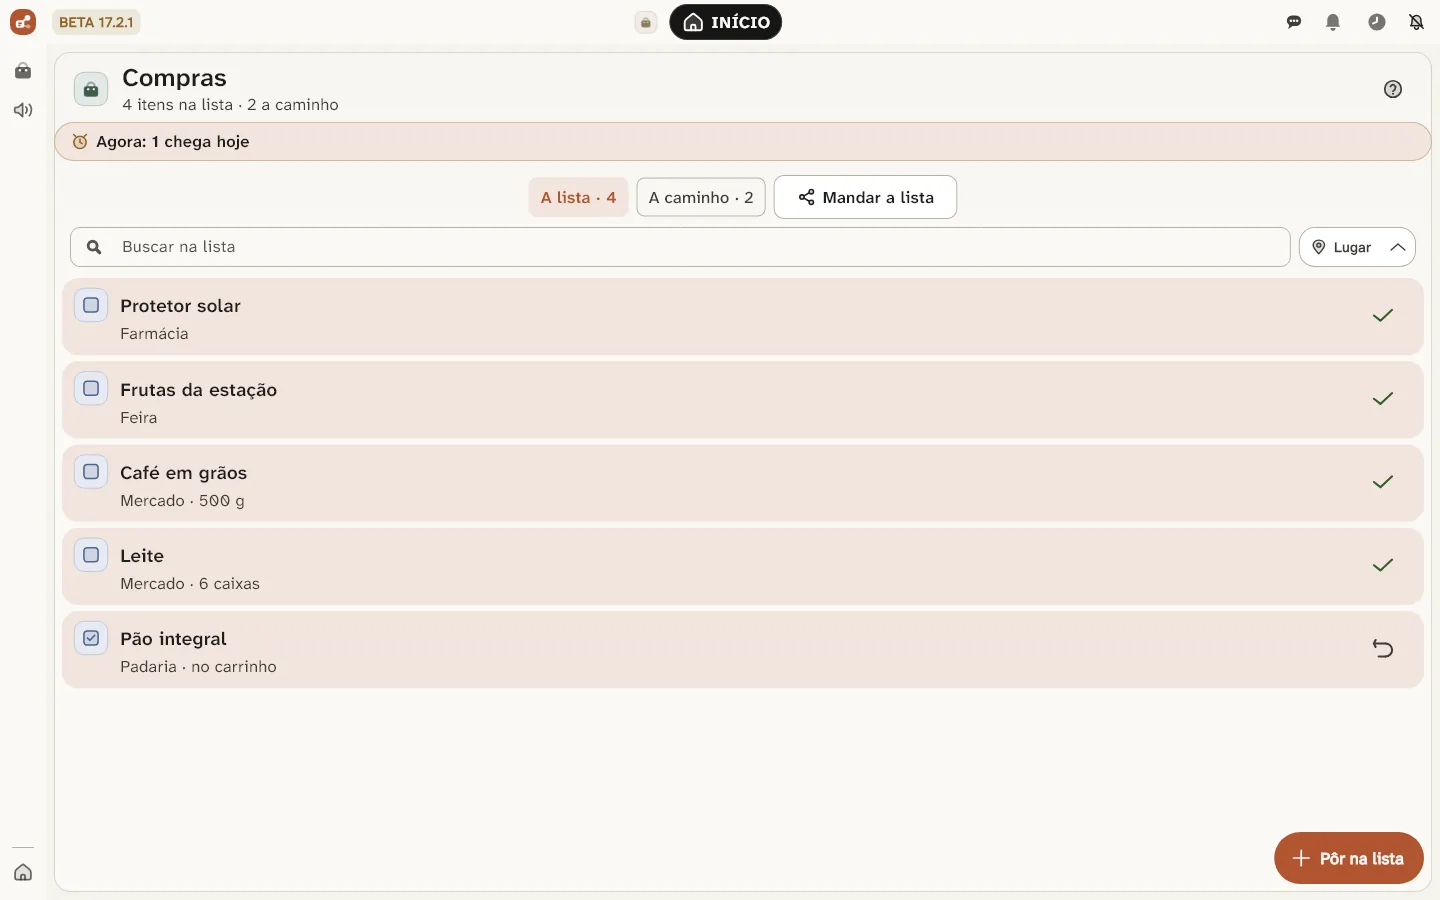 BETA 17.2.1
INÍCIO
Compras
4 itens na lista · 2 a caminho
Agora: 1 chega hoje
A lista · 4
A caminho · 2
Mandar a lista
Buscar na lista
Lugar
Protetor solar
Farmácia
Frutas da estação
Feira
Café em grãos
Mercado · 500 g
Leite
Mercado · 6 caixas
Pão integral
Padaria · no carrinho
Pôr na lista